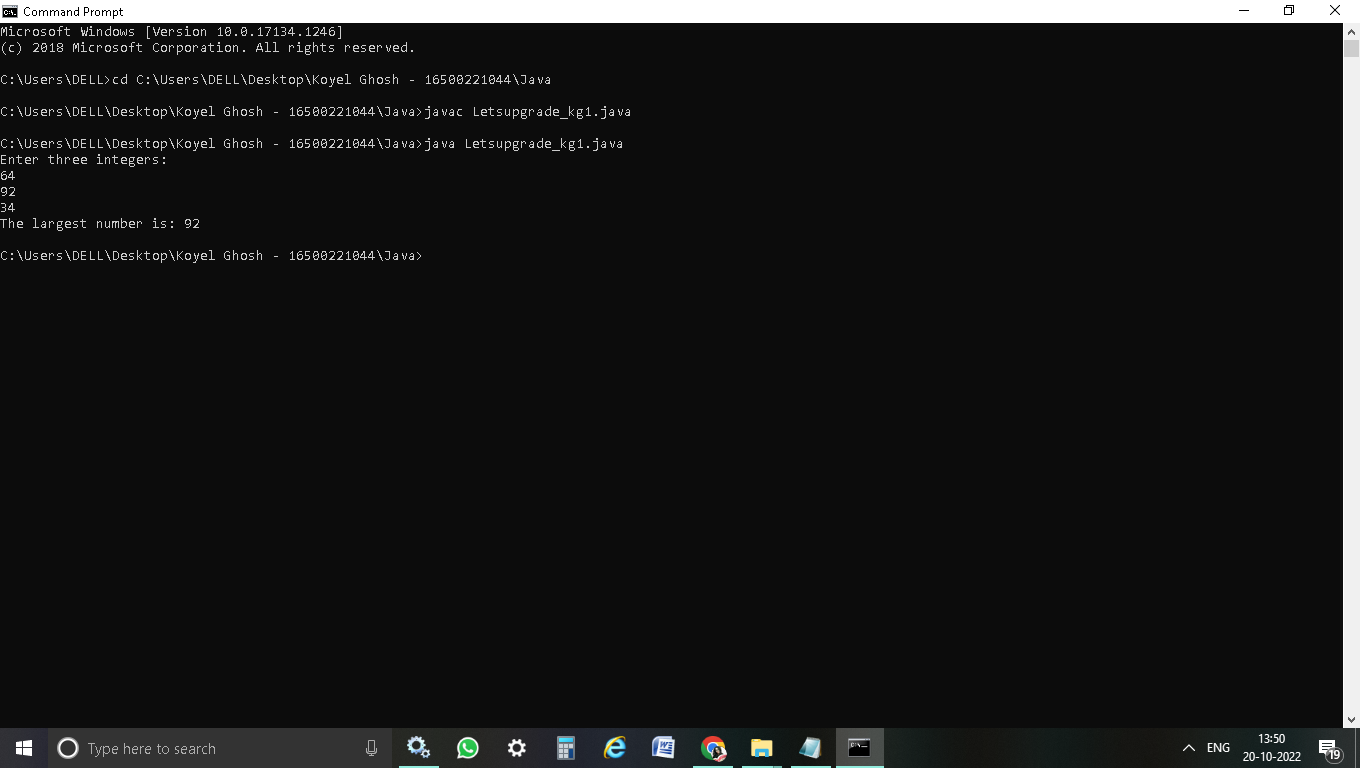 Command Prompt
Microsoft Windows [Version 10.0.17134.1246]
(c) 2018 Microsoft Corporation. All rights reserved.
C:\Users\DELL>cd C:\Users\DELL\Desktop\Koyel Ghosh - 16500221044\Java
C:\Users\DELL\Desktop\Koyel Ghosh - 16500221044\Java>javac Letsupgrade_kg1.java
C:\Users\DELL\Desktop\Koyel Ghosh - 16500221044\Java>java Letsupgrade_kg1.java
Enter three integers:
64
92
34
The largest number is: 92
C:\Users\DELL\Desktop\Koyel Ghosh - 16500221044\Java>
Type here to search
ENG
13:50
20-10-2022
19